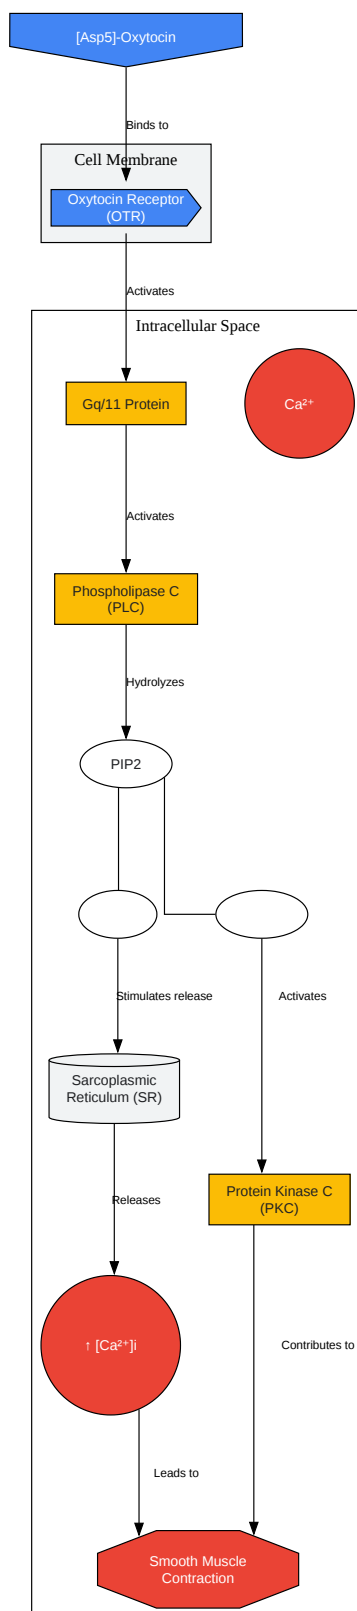 [Asp5]-Oxytocin
Binds to
Cell Membrane
Oxytocin Receptor
(OTR)
Activates
Intracellular Space
Gq/11 Protein
Ca²⁺
Activates
Phospholipase C
(PLC)
Hydrolyzes
PIP2
Stimulates release
Activates
Sarcoplasmic
Reticulum (SR)
Protein Kinase C
(PKC)
Releases
↑ [Ca²⁺]i
Contributes to
Leads to
Smooth Muscle
Contraction